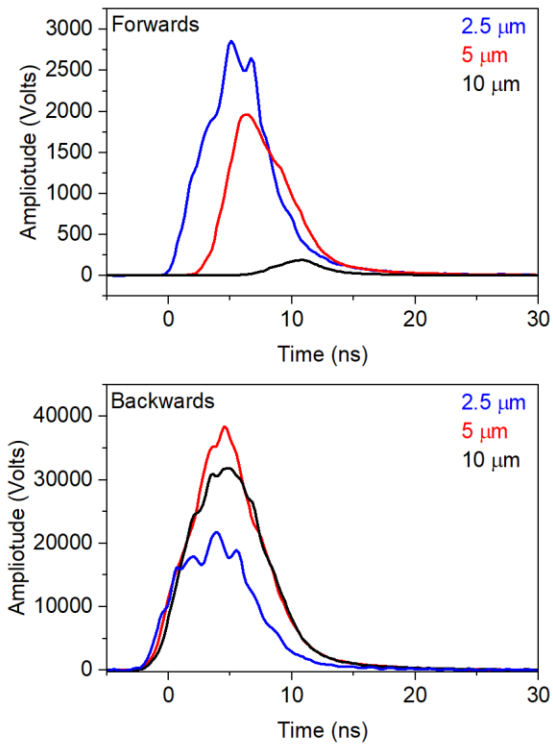 Forwards
2.5 μm
5 μm
10 μm
3000
2500
2000
1500
1000
500
0
Ampliotude (Volts)
0 10 20 30
Time (ns)
Backwards
2.5 μm
5 μm
10 μm
40000
30000
20000
10000
0
Ampliotude (Volts)
0 10 20 30
Time (ns)